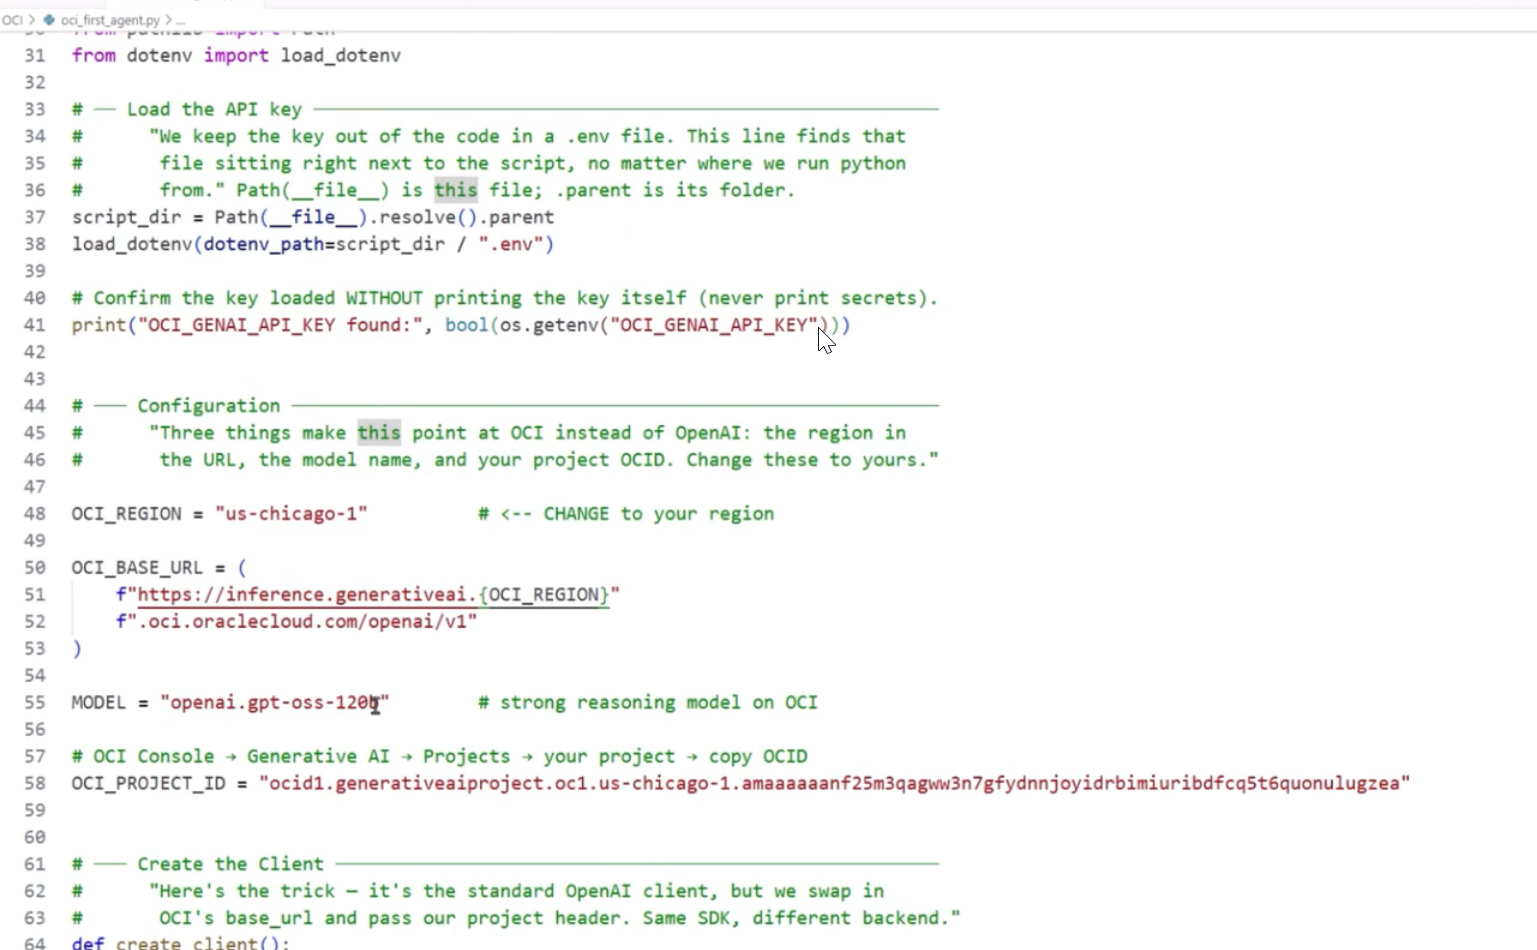 OCI > oci_first_agent.py > ...
30 from pathlib import Path
31 from dotenv import load_dotenv
32
33 # —— Load the API key ——
34 #      "We keep the key out of the code in a .env file. This line finds that
35 #       file sitting right next to the script, no matter where we run python
36 #       from." Path(__file__) is this file; .parent is its folder.
37 script_dir = Path(__file__).resolve().parent
38 load_dotenv(dotenv_path=script_dir / ".env")
39
40 # Confirm the key loaded WITHOUT printing the key itself (never print secrets).
41 print("OCI_GENAI_API_KEY found:", bool(os.getenv("OCI_GENAI_API_KEY")))
42
43
44 # —— Configuration ——
45 #      "Three things make this point at OCI instead of OpenAI: the region in
46 #       the URL, the model name, and your project OCID. Change these to yours."
47
48 OCI_REGION = "us-chicago-1"          # <-- CHANGE to your region
49
50 OCI_BASE_URL = (
51     f"https://inference.generativeai.{OCI_REGION}"
52     f".oci.oraclecloud.com/openai/v1"
53 )
54
55 MODEL = "openai.gpt-oss-120b"        # strong reasoning model on OCI
56
57 # OCI Console → Generative AI → Projects → your project → copy OCID
58 OCI_PROJECT_ID = "ocid1.generativeaiproject.oc1.us-chicago-1.amaaaaaanf25m3qagww3n7gfydnnjoyidrbimiuribdfcq5t6quonulugzea"
59
60
61 # —— Create the Client ——
62 #      "Here's the trick — it's the standard OpenAI client, but we swap in
63 #       OCI's base_url and pass our project header. Same SDK, different backend."
64 def create_client():